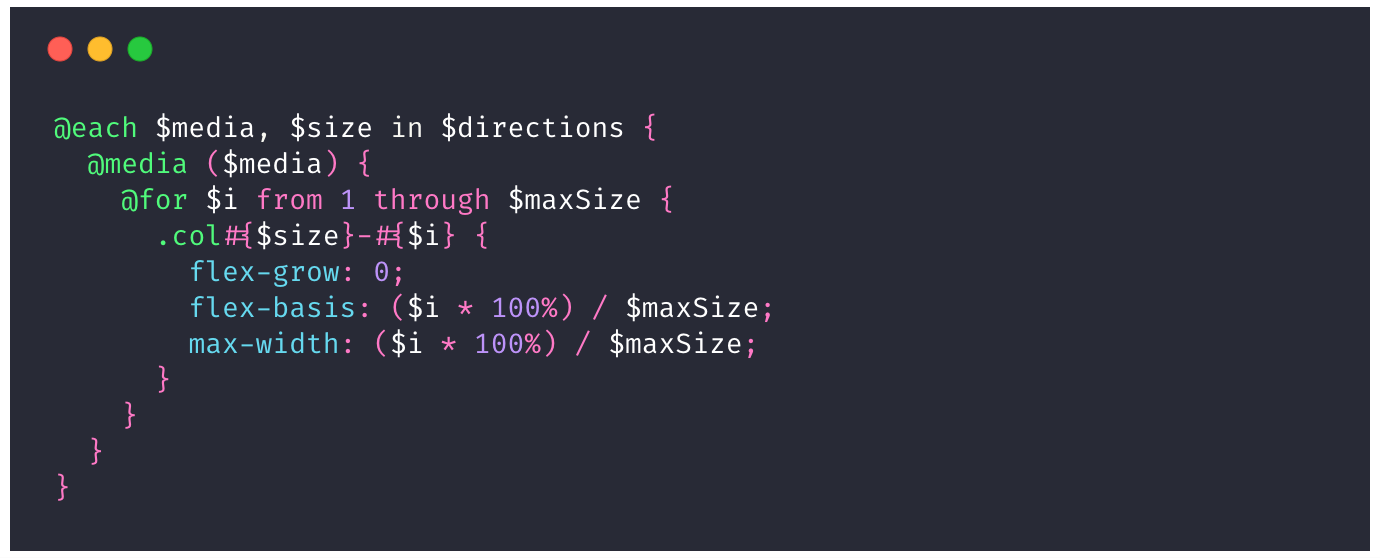 @each $media, $size in $directions {
  @media ($media) {
    @for $i from 1 through $maxSize {
      .col#{$size}-#{$i} {
        flex-grow: 0;
        flex-basis: ($i * 100%) / $maxSize;
        max-width: ($i * 100%) / $maxSize;
      }
    }
  }
}